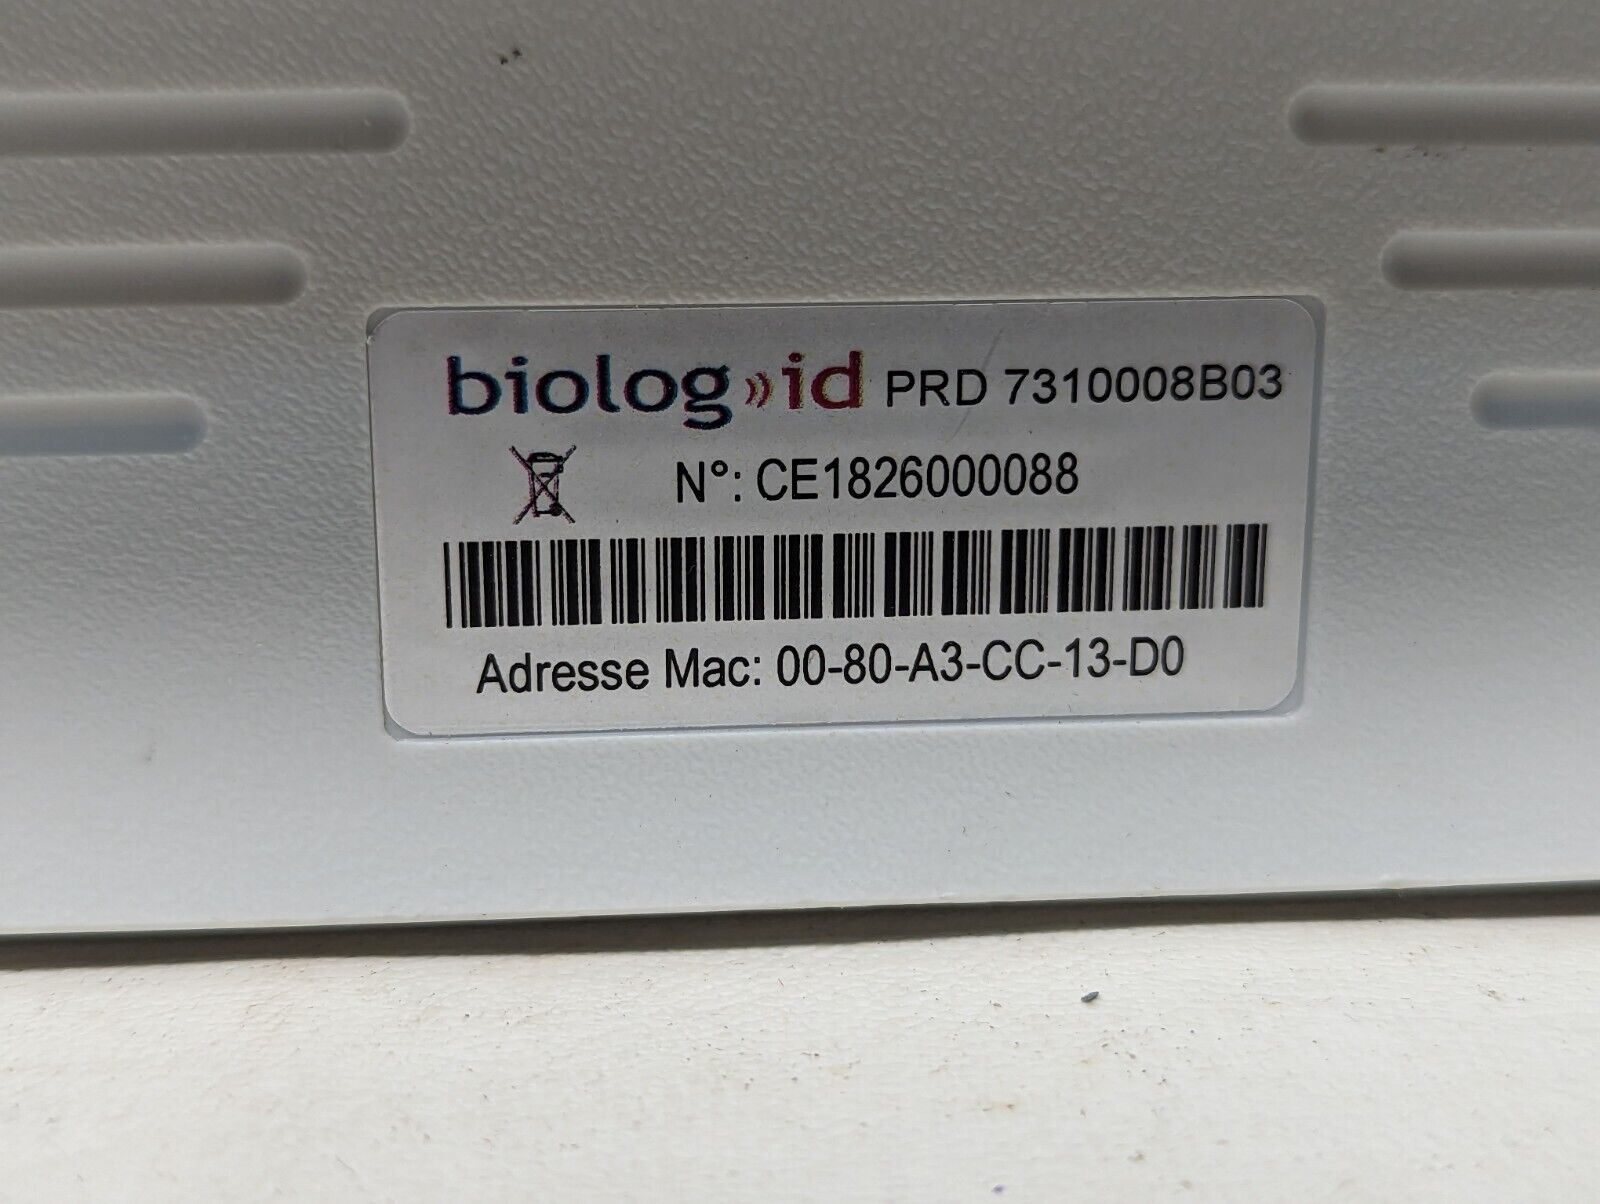 biolog id PRD 7310008B03
N°: CE1826000088
Adresse Mac: 00-80-A3-CC-13-D0